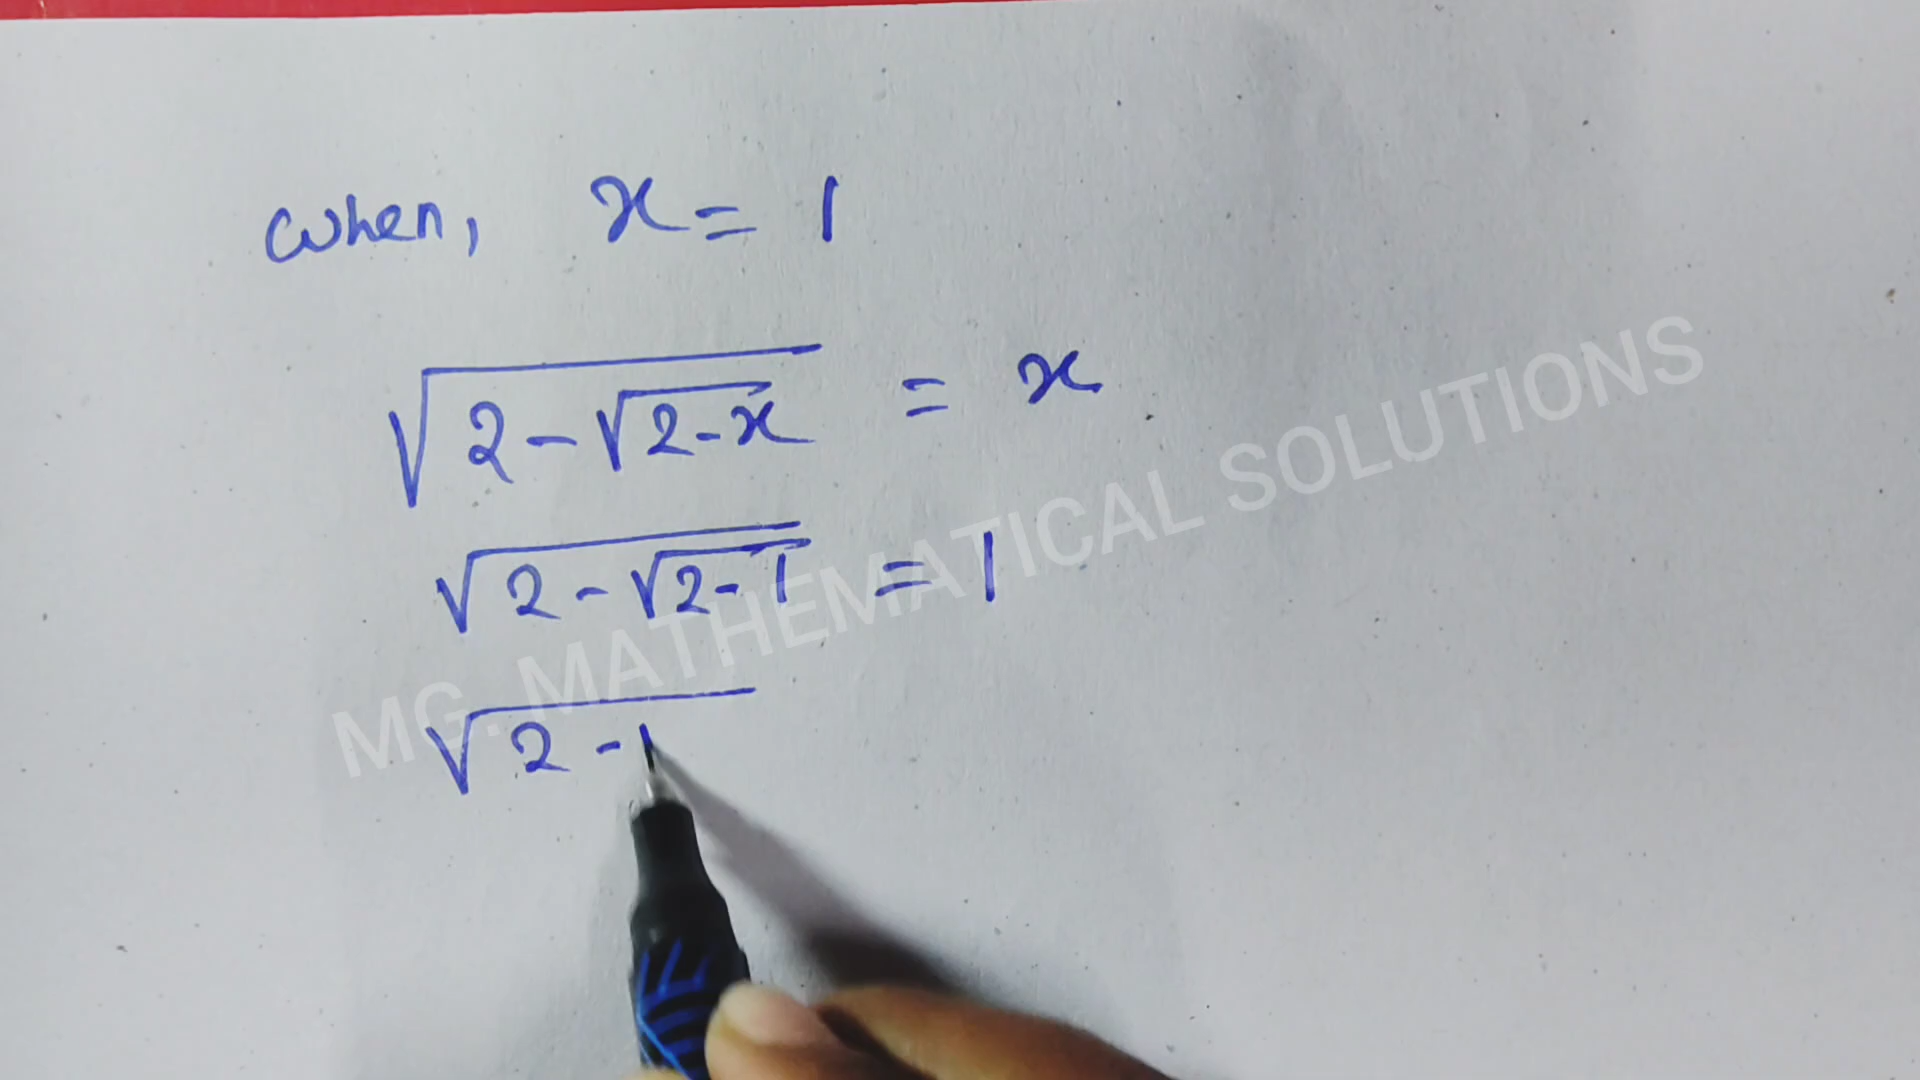 when, x = 1
√(2 - √(2 - x)) = x
√(2 - √(2 - 1)) = 1
√(2 - 1
MG. MATHEMATICAL SOLUTIONS